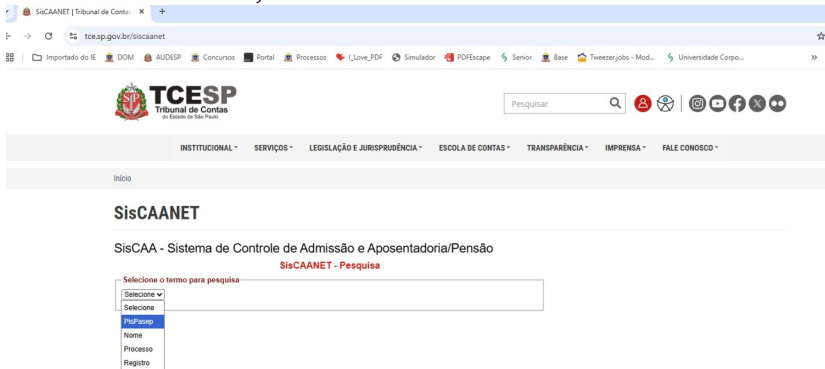 SisCAANET | Tribunal de Contas
tce.sp.gov.br/siscaanet
Importado do IE DOM AUDESP Concursos Portal Processos I_Love_PDF Simulador PDFEscape Senior Base Tweezer.jobs - Mod... Universidade Corpo... »
TCESP
Tribunal de Contas
do Estado de São Paulo
Pesquisar
INSTITUCIONAL SERVIÇOS LEGISLAÇÃO E JURISPRUDÊNCIA ESCOLA DE CONTAS TRANSPARÊNCIA IMPRENSA FALE CONOSCO
Início
SisCAANET
SisCAA - Sistema de Controle de Admissão e Aposentadoria/Pensão
SisCAANET - Pesquisa
Selecione o termo para pesquisa
Selecione
Selecione
PisPasep
Nome
Processo
Registro